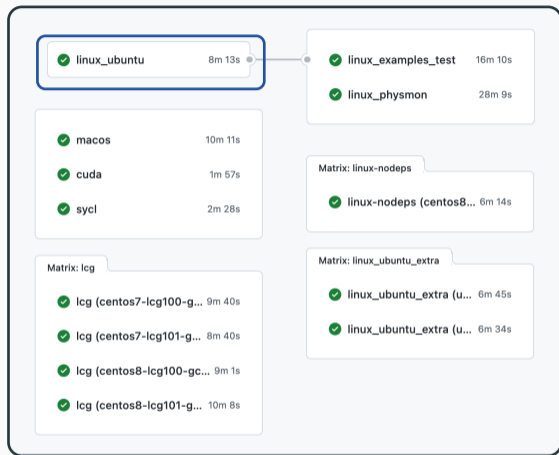 linux_ubuntu 8m 13s
linux_examples_test 16m 10s
linux_physmon 28m 9s
macos 10m 11s
cuda 1m 57s
sycl 2m 28s
Matrix: linux-nodeps
linux-nodeps (centos8... 6m 14s
Matrix: lcg
lcg (centos7-lcg100-g... 9m 40s
lcg (centos7-lcg101-g... 8m 40s
lcg (centos8-lcg100-gc... 9m 1s
lcg (centos8-lcg101-g... 10m 8s
Matrix: linux_ubuntu_extra
linux_ubuntu_extra (u... 6m 45s
linux_ubuntu_extra (u... 6m 34s